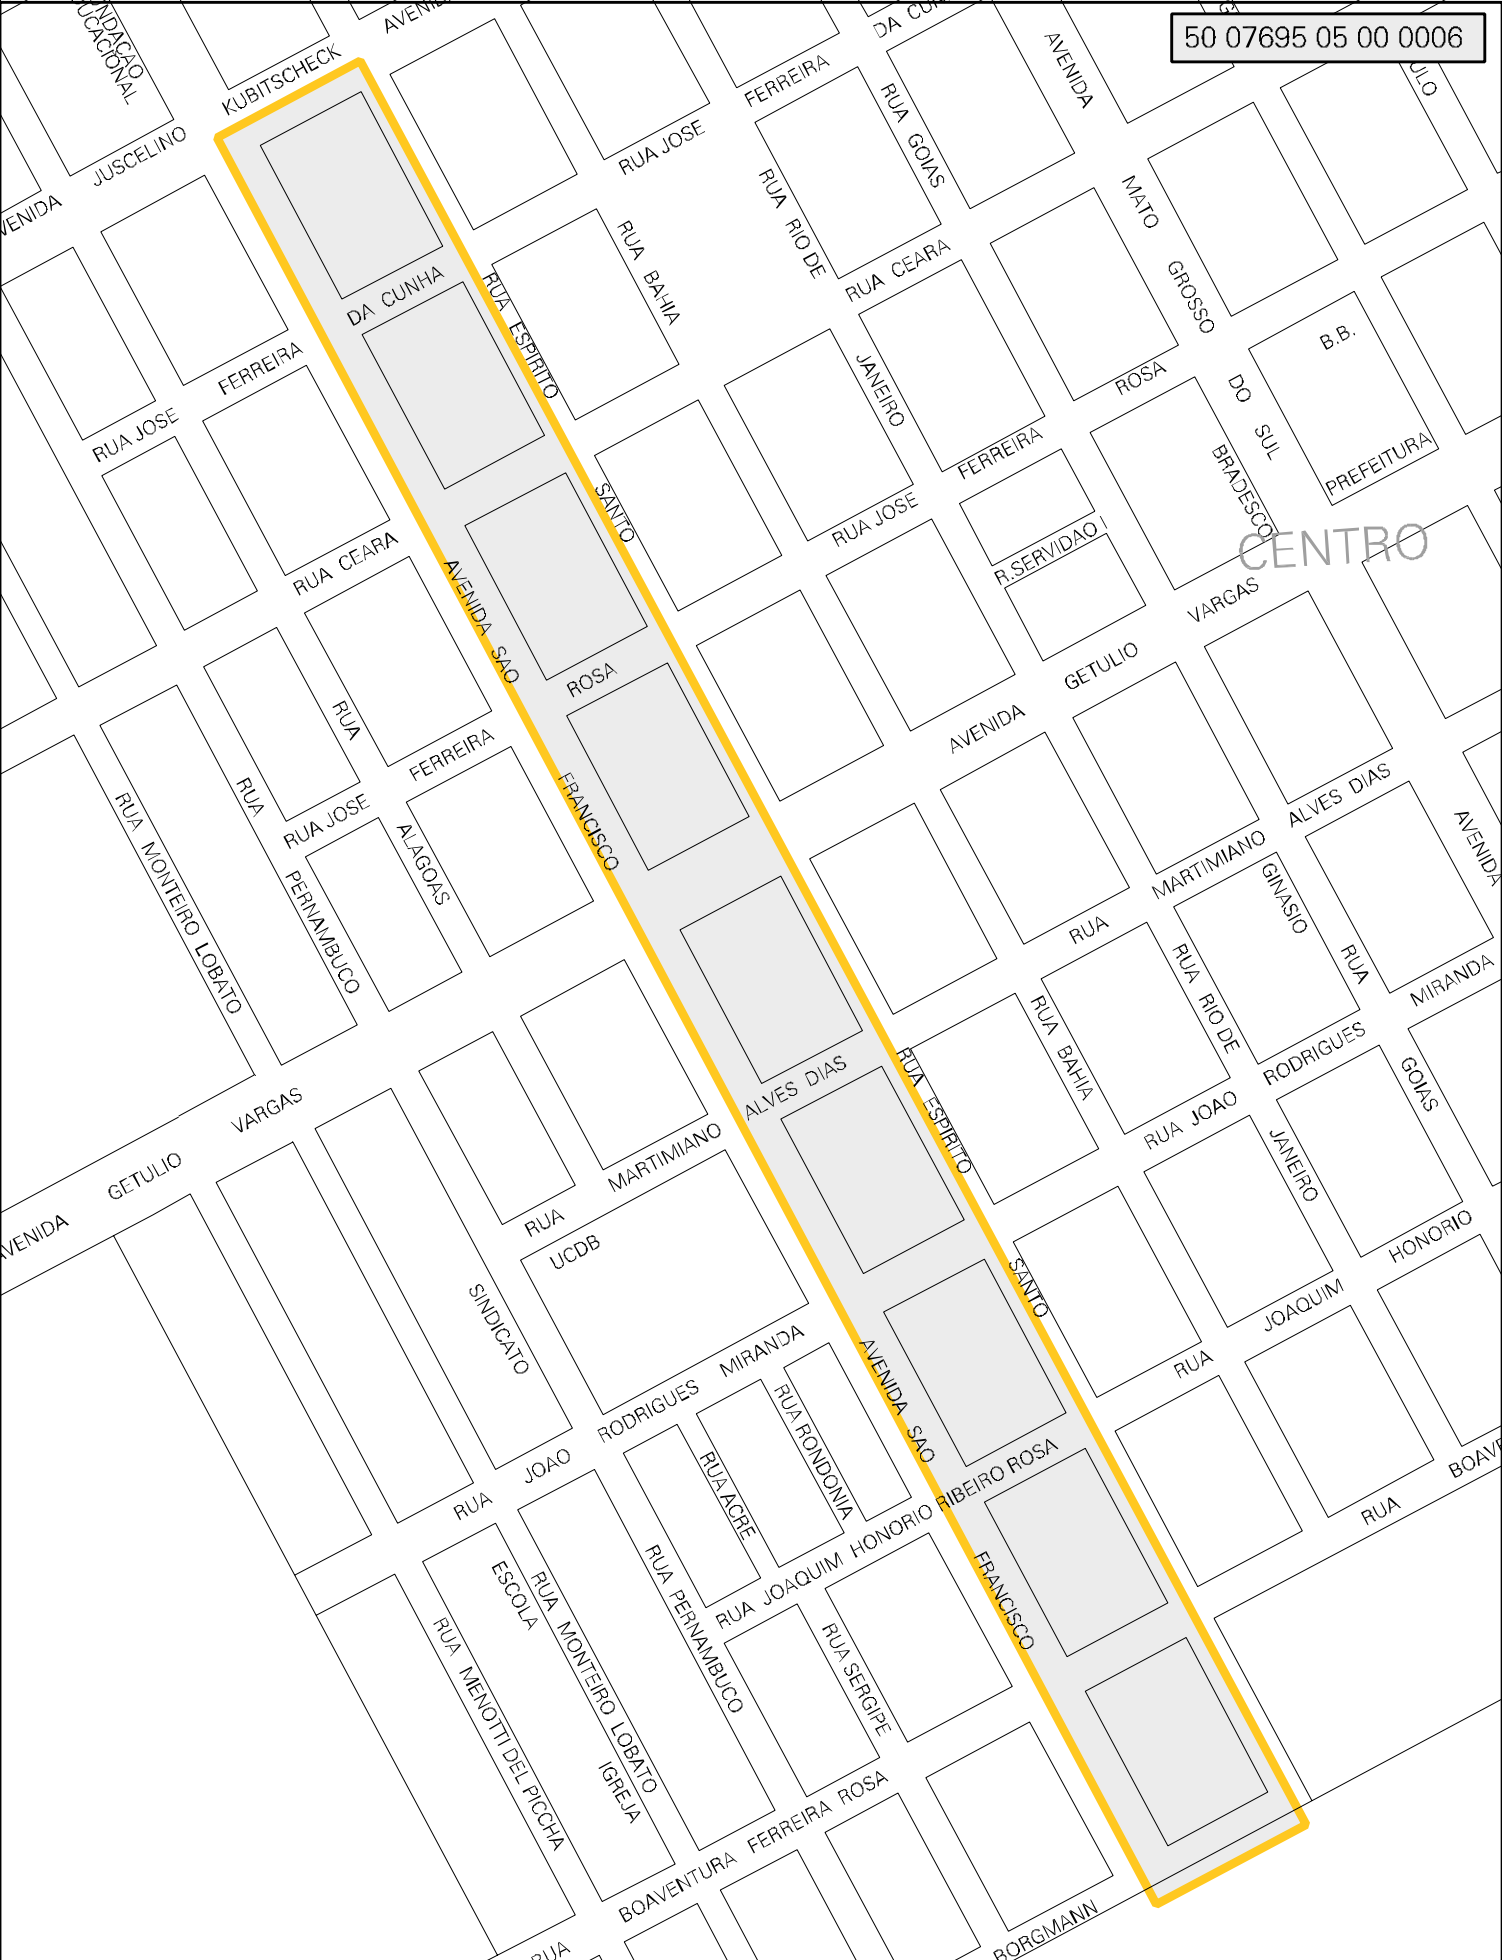 50 07695 05 00 0006
FUNDACAO
EDUCACIONAL
KUBITSCHECK
JUSCELINO
DA CUNHA
FERREIRA
RUA JOSE
RUA GOIAS
AVENIDA
MATO
GROSSO
DO SUL
RUA RIO DE
JANEIRO
RUA CEARA
RUA BAHIA
RUA ESPIRITO
SANTO
DA CUNHA
FERREIRA
RUA JOSE
B.B.
PREFEITURA
BRADESCO
CENTRO
ROSA
FERREIRA
RUA JOSE
R.SERVIDAO I
VARGAS
GETULIO
AVENIDA
RUA CEARA
AVENIDA SAO
FRANCISCO
ROSA
FERREIRA
RUA JOSE
RUA
ALAGOAS
RUA
PERNAMBUCO
RUA MONTEIRO LOBATO
ALVES DIAS
MARTIMIANO
RUA
GINASIO
AVENIDA
RUA
GOIAS
MIRANDA
RODRIGUES
RUA JOAO
RUA RIO DE
JANEIRO
RUA BAHIA
RUA ESPIRITO
SANTO
ALVES DIAS
MARTIMIANO
RUA
VARGAS
GETULIO
UCDB
SINDICATO
HONORIO
JOAQUIM
RUA
MIRANDA
RODRIGUES
JOAO
RUA
AVENIDA SAO
FRANCISCO
RUA RONDONIA
RUA ACRE
RIBEIRO ROSA
RUA JOAQUIM HONORIO
RUA
ESCOLA
RUA MONTEIRO LOBATO
RUA PERNAMBUCO
RUA SERGIPE
RUA MENOTTI DEL PICCHA
IGREJA
BOAVENTURA FERREIRA ROSA
RUA
BORGMANN